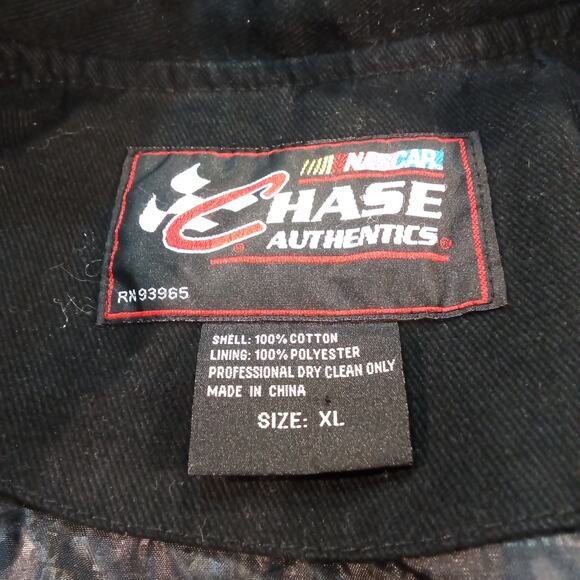 NASCAR
CHASE
AUTHENTICS®
RN93965
SHELL: 100% COTTON
LINING: 100% POLYESTER
PROFESSIONAL DRY CLEAN ONLY
MADE IN CHINA
SIZE: XL